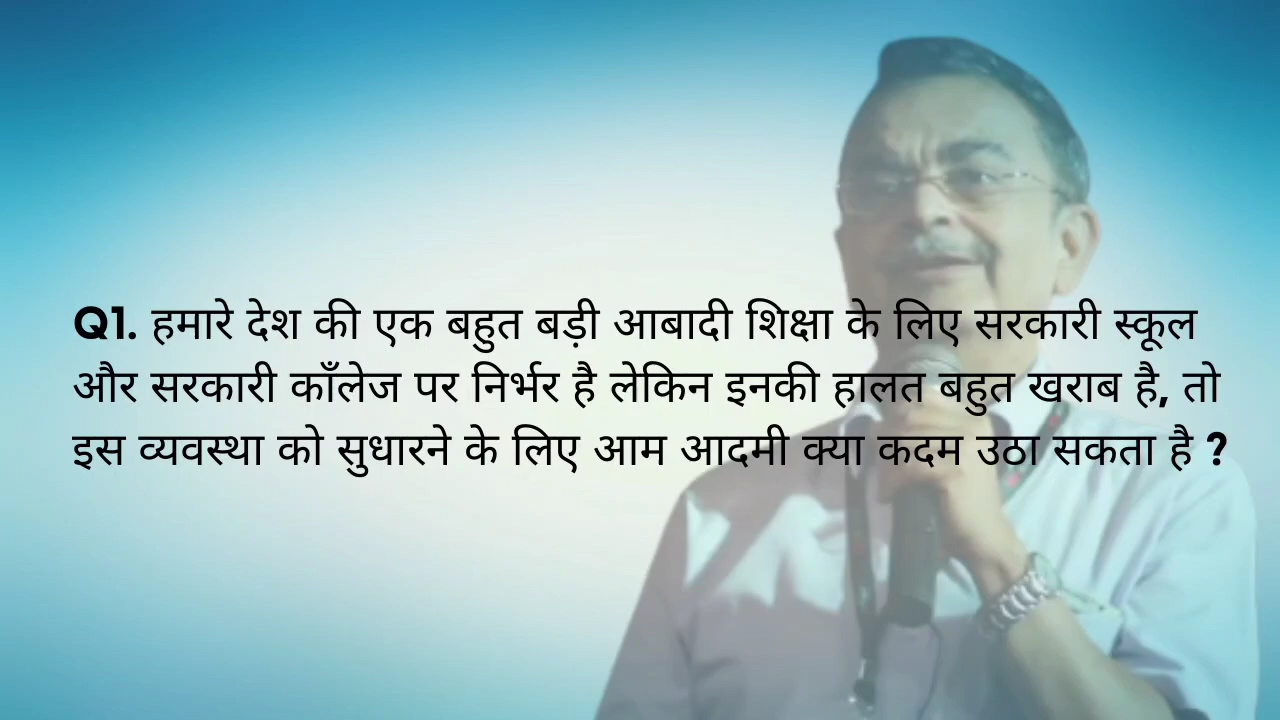 Q1. हमारे देश की एक बहुत बड़ी आबादी शिक्षा के लिए सरकारी स्कूल
और सरकारी कॉलेज पर निर्भर है लेकिन इनकी हालत बहुत खराब है, तो
इस व्यवस्था को सुधारने के लिए आम आदमी क्या कदम उठा सकता है ?